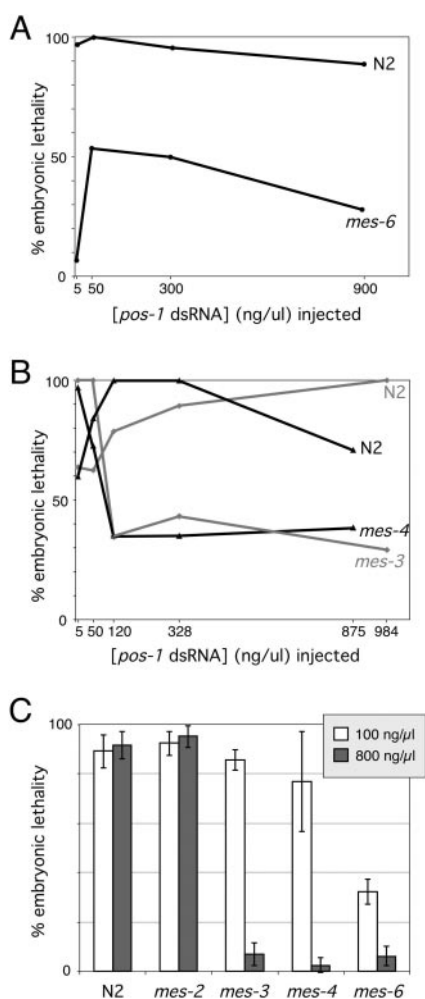 A
% embryonic lethality
100
50
0
N2
mes-6
5 50 300 900
[pos-1 dsRNA] (ng/ul) injected
B
% embryonic lethality
100
50
0
N2
N2
mes-4
mes-3
5 50 120 328 875 984
[pos-1 dsRNA] (ng/ul) injected
C
% embryonic lethality
100
0
100 ng/µl
800 ng/µl
N2 mes-2 mes-3 mes-4 mes-6